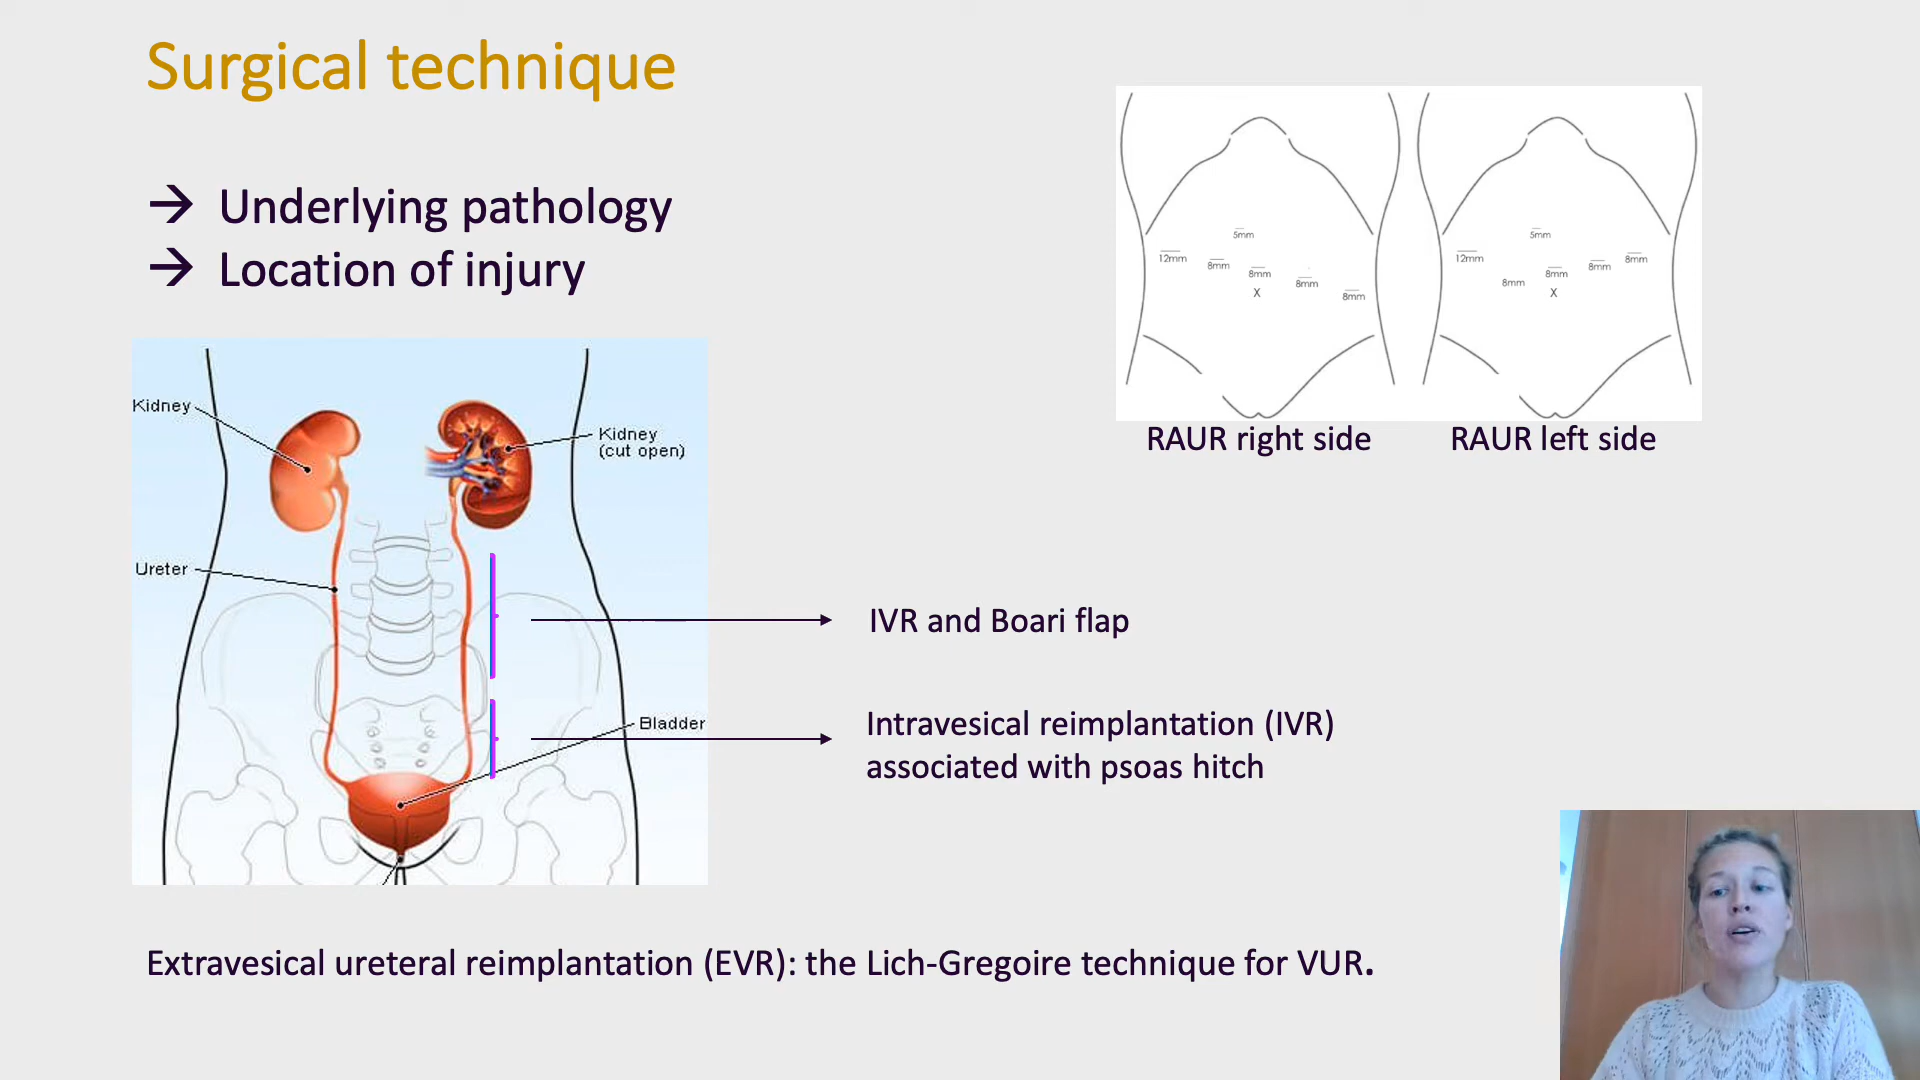 Surgical technique
→ Underlying pathology
→ Location of injury
Kidney
Kidney
(cut open)
Ureter
Bladder
5mm
12mm
8mm
8mm
8mm
8mm
X
5mm
12mm
8mm
8mm
8mm
8mm
X
RAUR right side
RAUR left side
IVR and Boari flap
Intravesical reimplantation (IVR)
associated with psoas hitch
Extravesical ureteral reimplantation (EVR): the Lich-Gregoire technique for VUR.